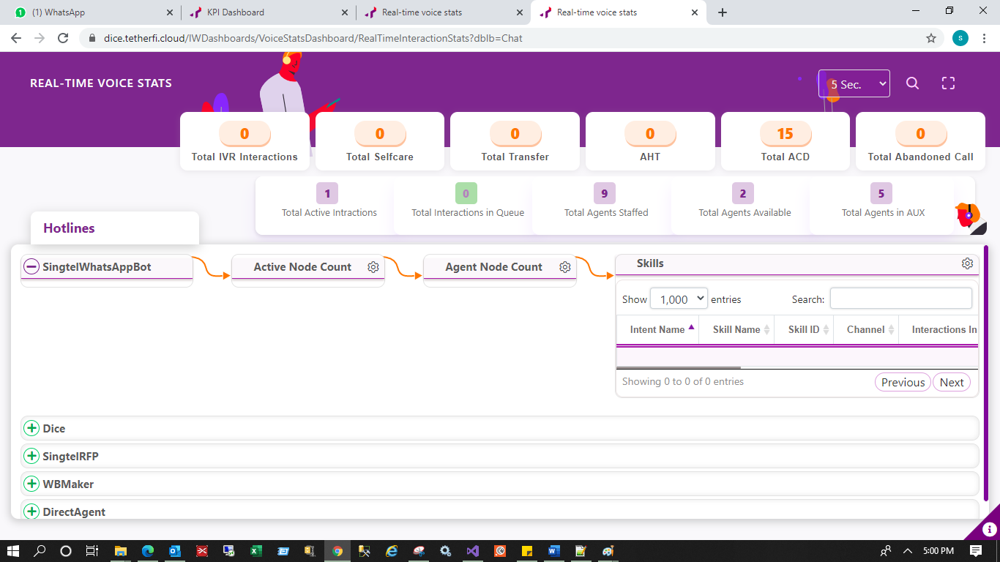 (1) WhatsApp
KPI Dashboard
Real-time voice stats
Real-time voice stats
dice.tetherfi.cloud/IWDashboards/VoiceStatsDashboard/RealTimeInteractionStats?dblb=Chat
s
REAL-TIME VOICE STATS
5 Sec.
0
Total IVR Interactions
0
Total Selfcare
0
Total Transfer
0
AHT
15
Total ACD
0
Total Abandoned Call
1
Total Active Intractions
0
Total Interactions in Queue
9
Total Agents Staffed
2
Total Agents Available
5
Total Agents in AUX
Hotlines
SingtelWhatsAppBot
Active Node Count
Agent Node Count
Skills
Show 1,000 entries
Search:
Intent Name Skill Name Skill ID Channel Interactions In
Showing 0 to 0 of 0 entries
Previous Next
Dice
SingtelRFP
WBMaker
DirectAgent
5:00 PM